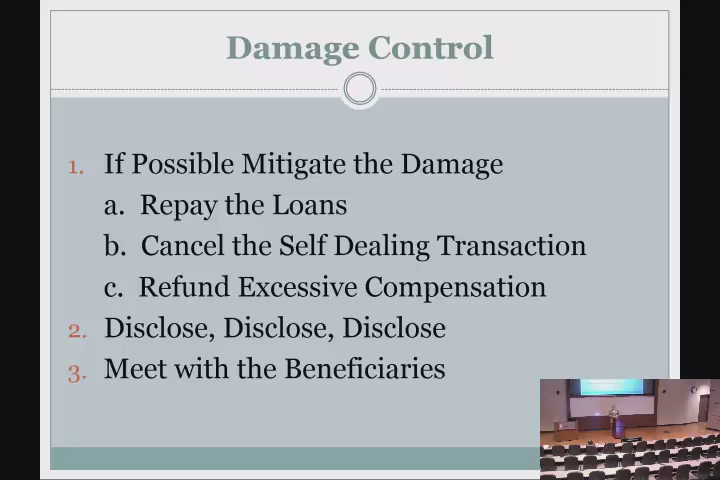 Damage Control
1. If Possible Mitigate the Damage
a. Repay the Loans
b. Cancel the Self Dealing Transaction
c. Refund Excessive Compensation
2. Disclose, Disclose, Disclose
3. Meet with the Beneficiaries